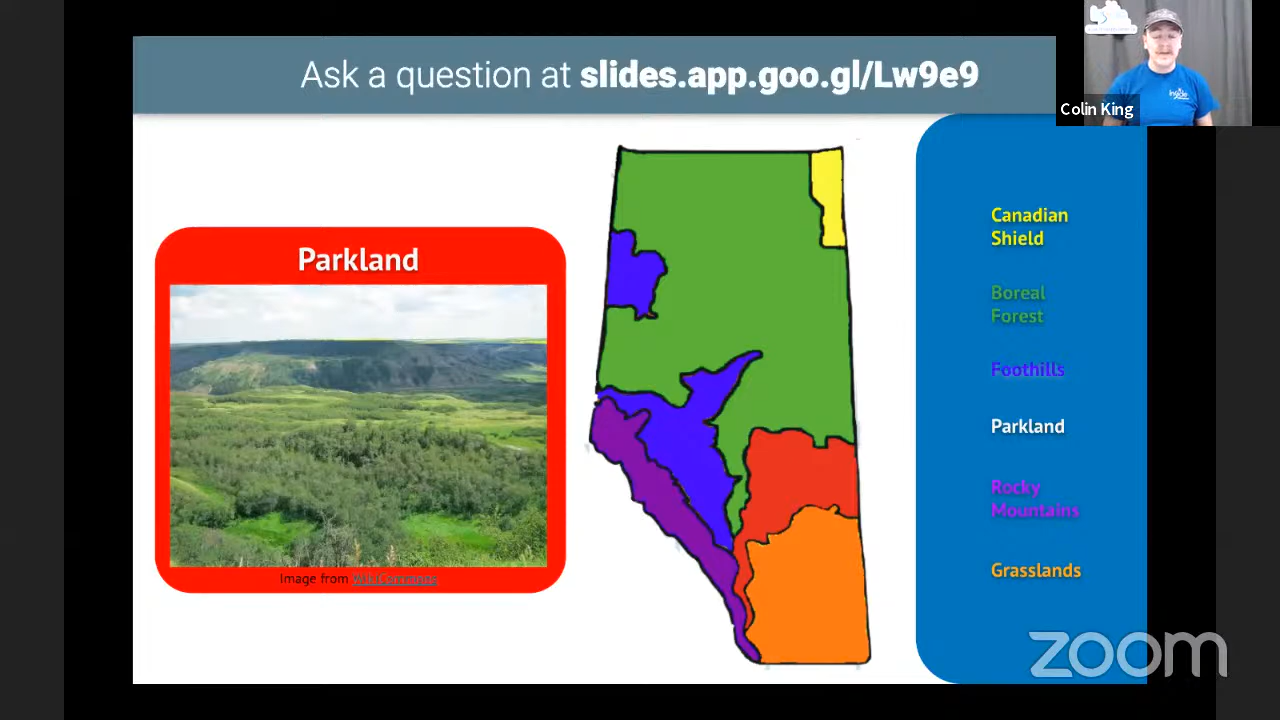 Ask a question at slides.app.goo.gl/Lw9e9
Colin King
Parkland
Image from WikiCommons
Canadian
Shield
Boreal
Forest
Foothills
Parkland
Rocky
Mountains
Grasslands
zoom